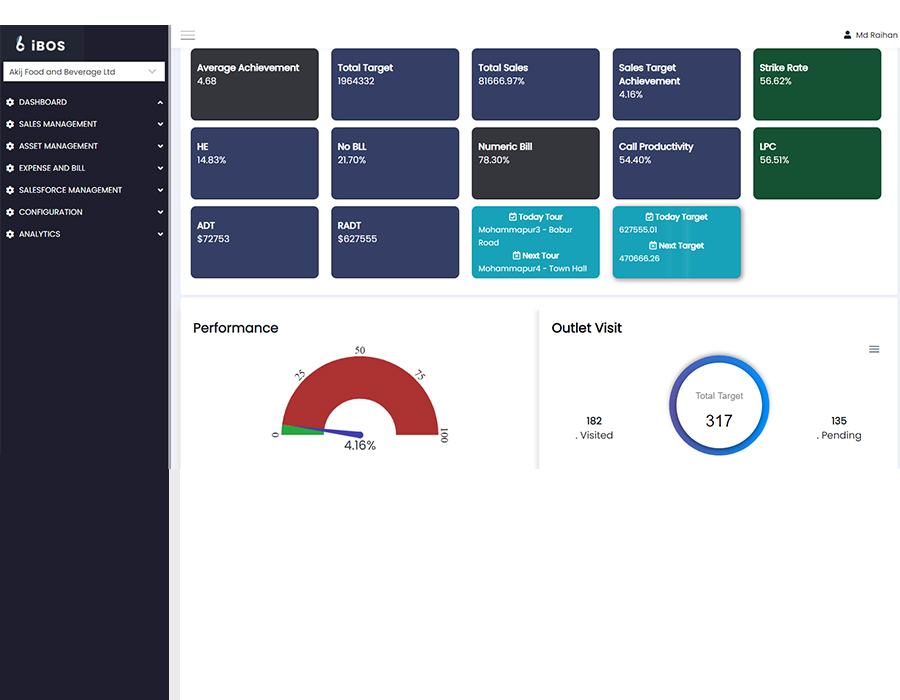 iBOS
Md Raihan
Akij Food and Beverage Ltd
DASHBOARD
SALES MANAGEMENT
ASSET MANAGEMENT
EXPENSE AND BILL
SALESFORCE MANAGEMENT
CONFIGURATION
ANALYTICS
Average Achievement
4.68
Total Target
1964332
Total Sales
81666.97%
Sales Target
Achievement
4.16%
Strike Rate
56.62%
HE
14.83%
No BLL
21.70%
Numeric Bill
78.30%
Call Productivity
54.40%
LPC
56.51%
ADT
$72753
RADT
$627555
Today Tour
Mohammapur3 - Babur
Road
Next Tour
Mohammapur4 - Town Hall
Today Target
627555.01
Next Target
470666.26
Performance
0
25
50
75
100
4.16%
Outlet Visit
182
. Visited
Total Target
317
135
. Pending